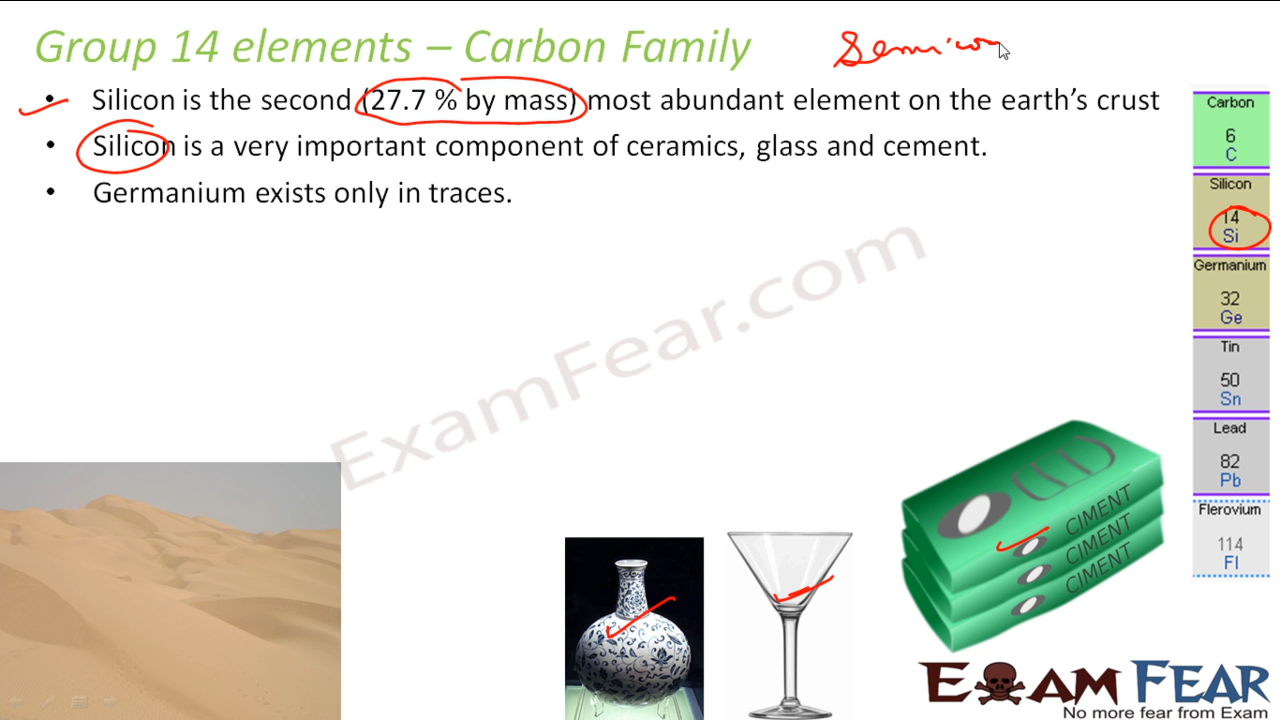 Group 14 elements – Carbon Family
Semicon
• Silicon is the second (27.7 % by mass) most abundant element on the earth's crust
• Silicon is a very important component of ceramics, glass and cement.
• Germanium exists only in traces.
Carbon
6
C
Silicon
14
Si
Germanium
32
Ge
Tin
50
Sn
Lead
82
Pb
Flerovium
114
Fl
ExamFear.com
CIMENT
CIMENT
CIMENT
EXAM FEAR
No more fear from Exam